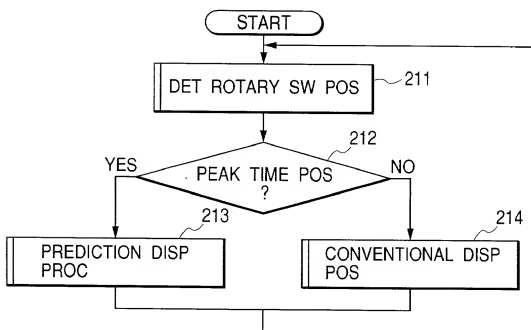 START
DET ROTARY SW POS
211
212
YES
PEAK TIME POS
?
NO
213
PREDICTION DISP
PROC
214
CONVENTIONAL DISP
POS